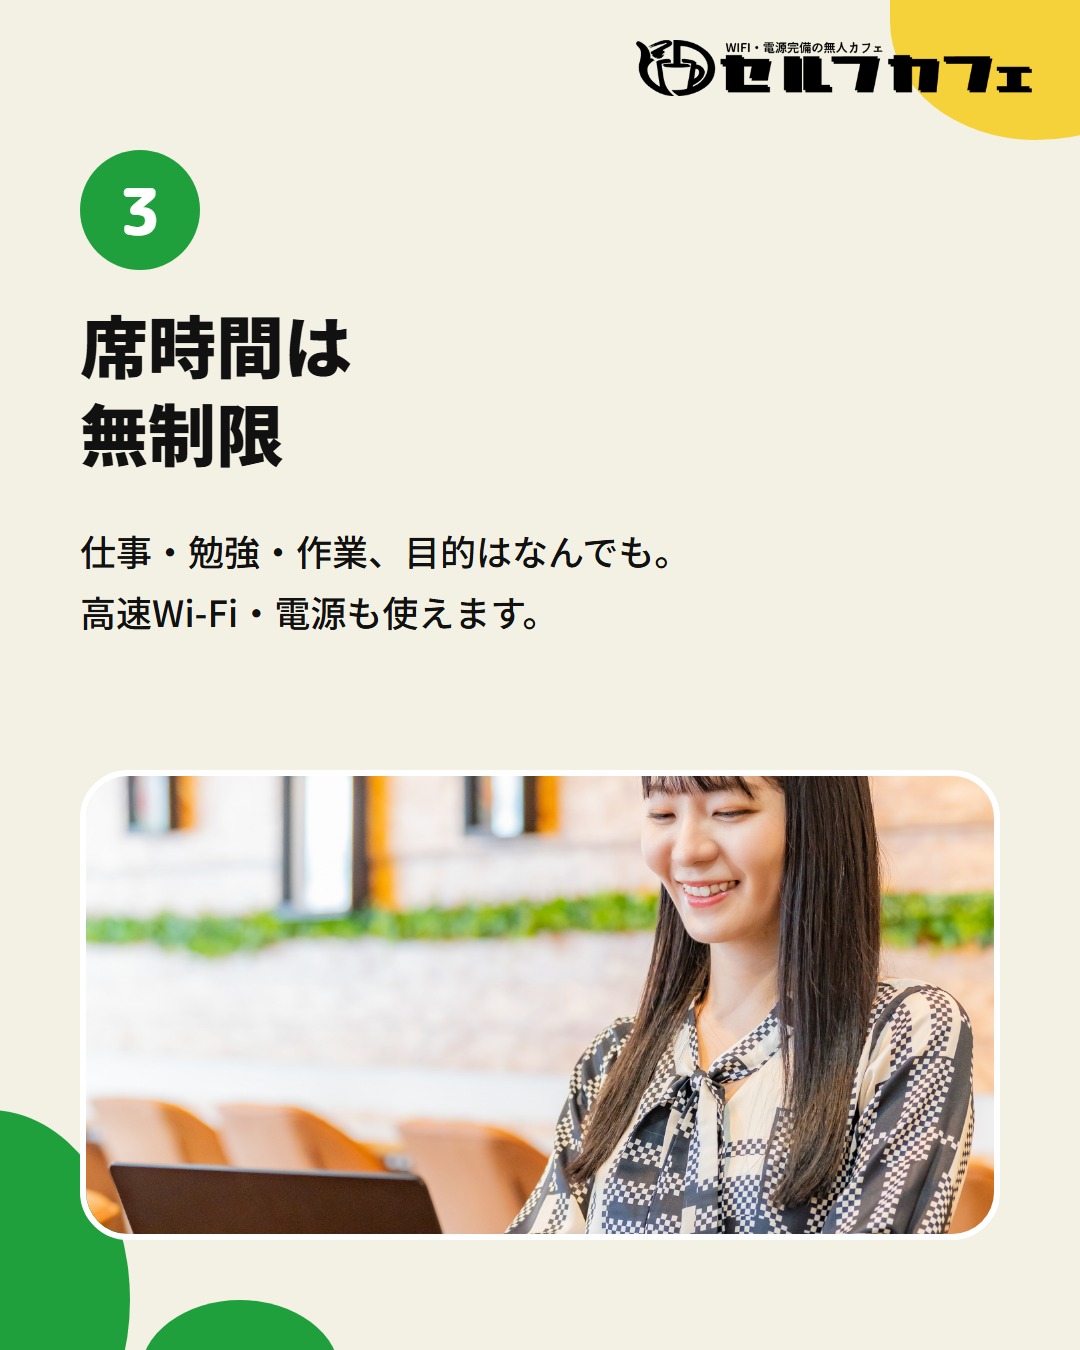 WIFI・電源完備の無人カフェ
セルフカフェ
3
席時間は
無制限
仕事・勉強・作業、目的はなんでも。
高速Wi-Fi・電源も使えます。